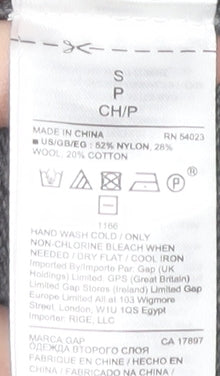 S
P
CH/P
MADE IN CHINA RN 54023
■ US/GB/EG: 52% NYLON, 28%
WOOL, 20% COTTON
P
1166
HAND WASH COLD / ONLY
NON-CHLORINE BLEACH WHEN
NEEDED / DRY FLAT / COOL IRON
Imported By/Importe Par: Gap (UK
Holdings) Limited. GPS (Great Britain)
Limited Gap Stores (Ireland) Limited Gap
Europe Limited All at 103 Wigmore
Street, London, W1U 1QS Egypt
Importer. RIGE, LLC
MARCA GAP CA 17897
ОДЕЖДА ВТОРОГО СЛОЯ
FABRIQUE EN CHINE / HECHO EN
CHINA / FABRICADO NA CHINA /